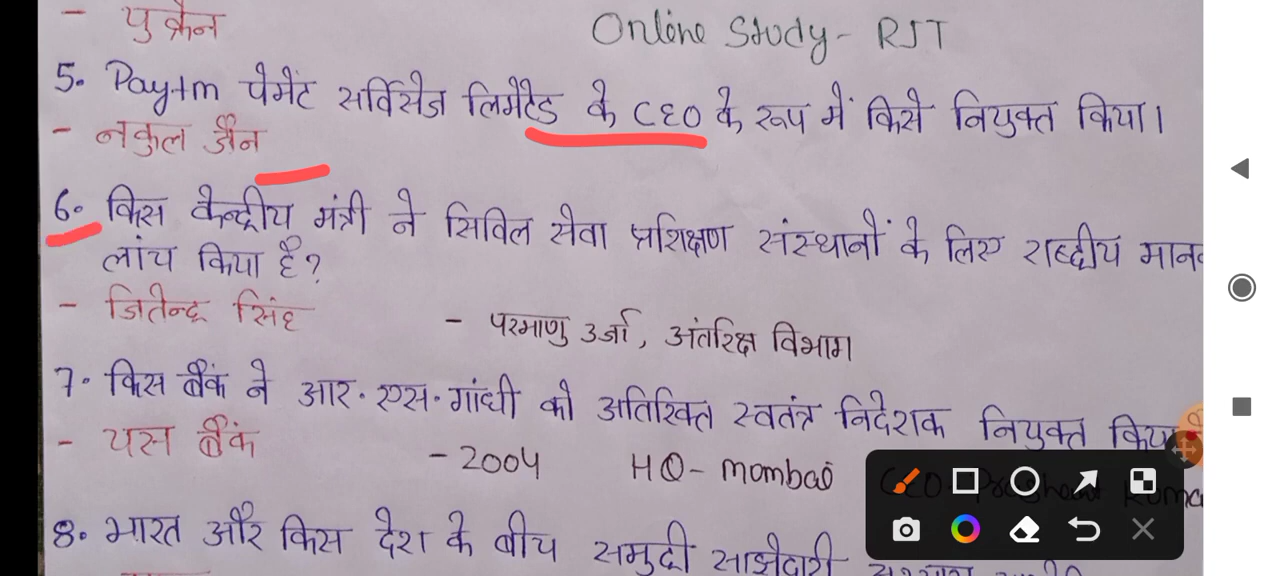 - युक्रेन
Online Study - RJT
5. Paytm पेमेंट सर्विसेज लिमेटेड के CEO के रूप में किसे नियुक्त किया।
- नकुल जैन
6. किस केन्द्रीय मंत्री ने सिविल सेवा प्रशिक्षण संस्थानों के लिए राष्ट्रीय मानक
लांच किया है?
- जितेन्द्र सिंह - परमाणु उर्जा, अंतरिक्ष विभाग
7. किस बैंक ने आर. एस. गांधी को अतिरिक्त स्वतंत्र निदेशक नियुक्त किया
- यस बैंक - 2004 HQ - mombai
8. भारत और किस देश के बीच समुद्री साझेदारी